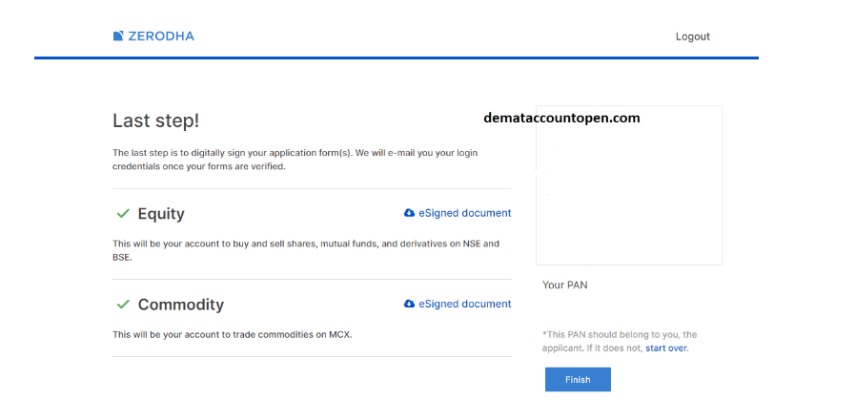 ZERODHA
Logout
Last step!
demataccountopen.com
The last step is to digitally sign your application form(s). We will e-mail you your login
credentials once your forms are verified.
Equity
eSigned document
This will be your account to buy and sell shares, mutual funds, and derivatives on NSE and
BSE.
Commodity
eSigned document
This will be your account to trade commodities on MCX.
Your PAN
*This PAN should belong to you, the
applicant. If it does not, start over.
Finish